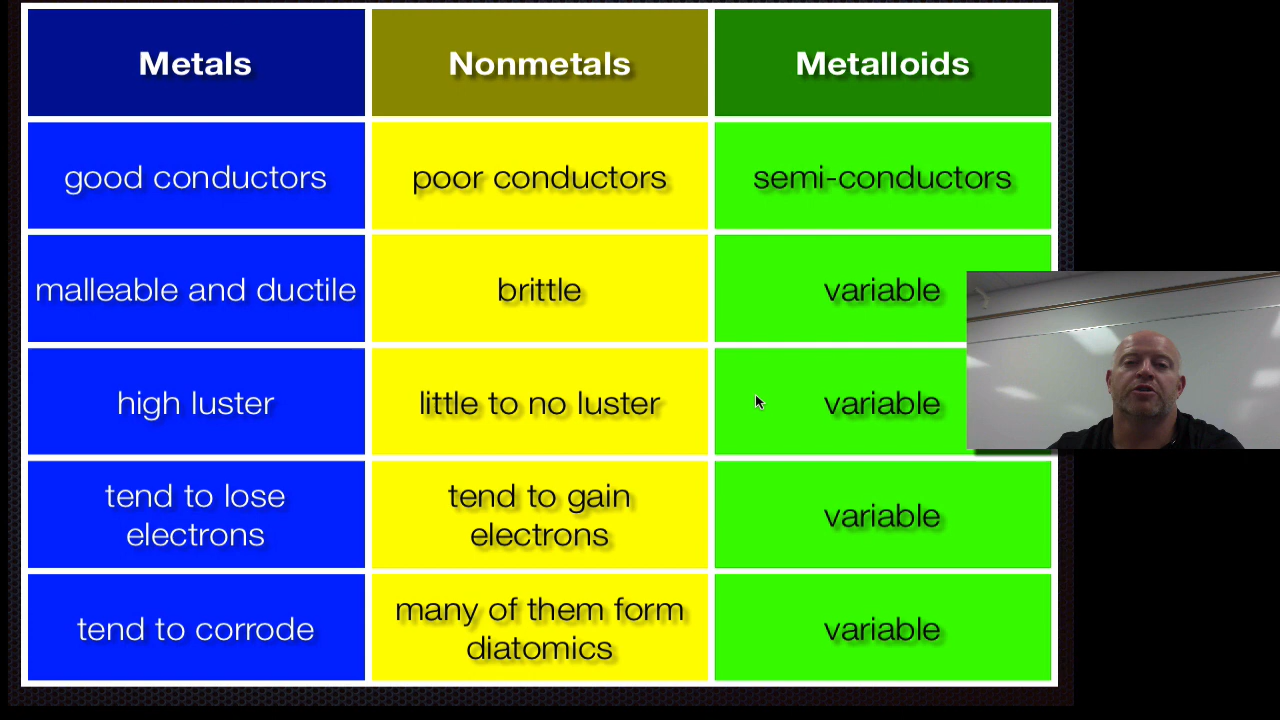 Metals
Nonmetals
Metalloids
good conductors
poor conductors
semi-conductors
malleable and ductile
brittle
variable
high luster
little to no luster
variable
tend to lose
electrons
tend to gain
electrons
variable
tend to corrode
many of them form
diatomics
variable